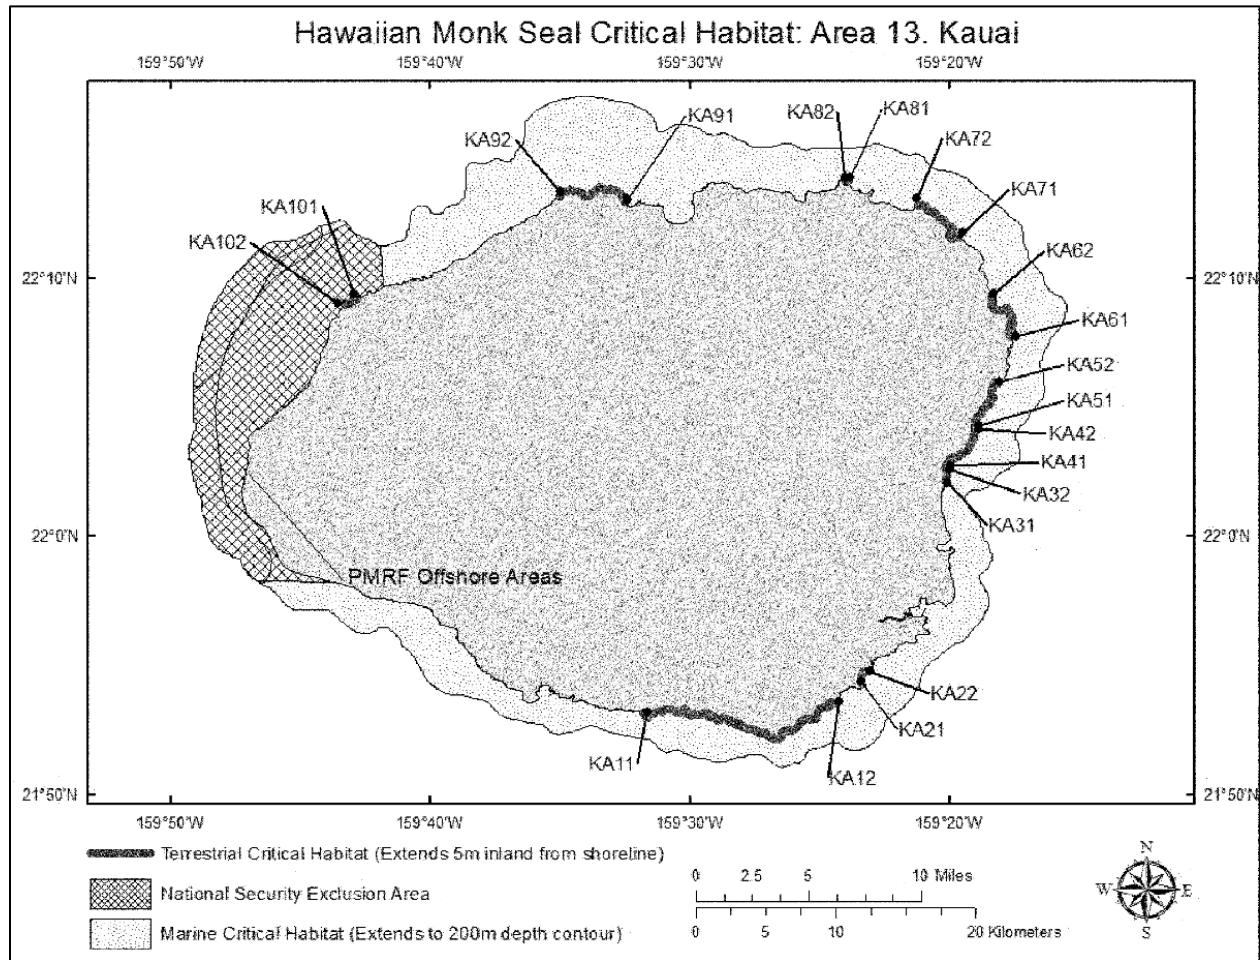 Hawaiian Monk Seal Critical Habitat: Area 13. Kauai
159°50'W 159°40'W 159°30'W 159°20'W
KA82 KA81
KA91
KA92
KA72
KA71
KA101
KA102
KA62
22°10'N 22°10'N
KA61
KA52
KA51
KA42
KA41
KA32
KA31
22°0'N 22°0'N
PMRF Offshore Areas
KA22
KA21
KA11
KA12
21°50'N 21°50'N
159°50'W 159°40'W 159°30'W 159°20'W
Terrestrial Critical Habitat (Extends 5m inland from shoreline)
National Security Exclusion Area
Marine Critical Habitat (Extends to 200m depth contour)
0 2.5 5 10 Miles
0 5 10 20 Kilometers
N
W E
S